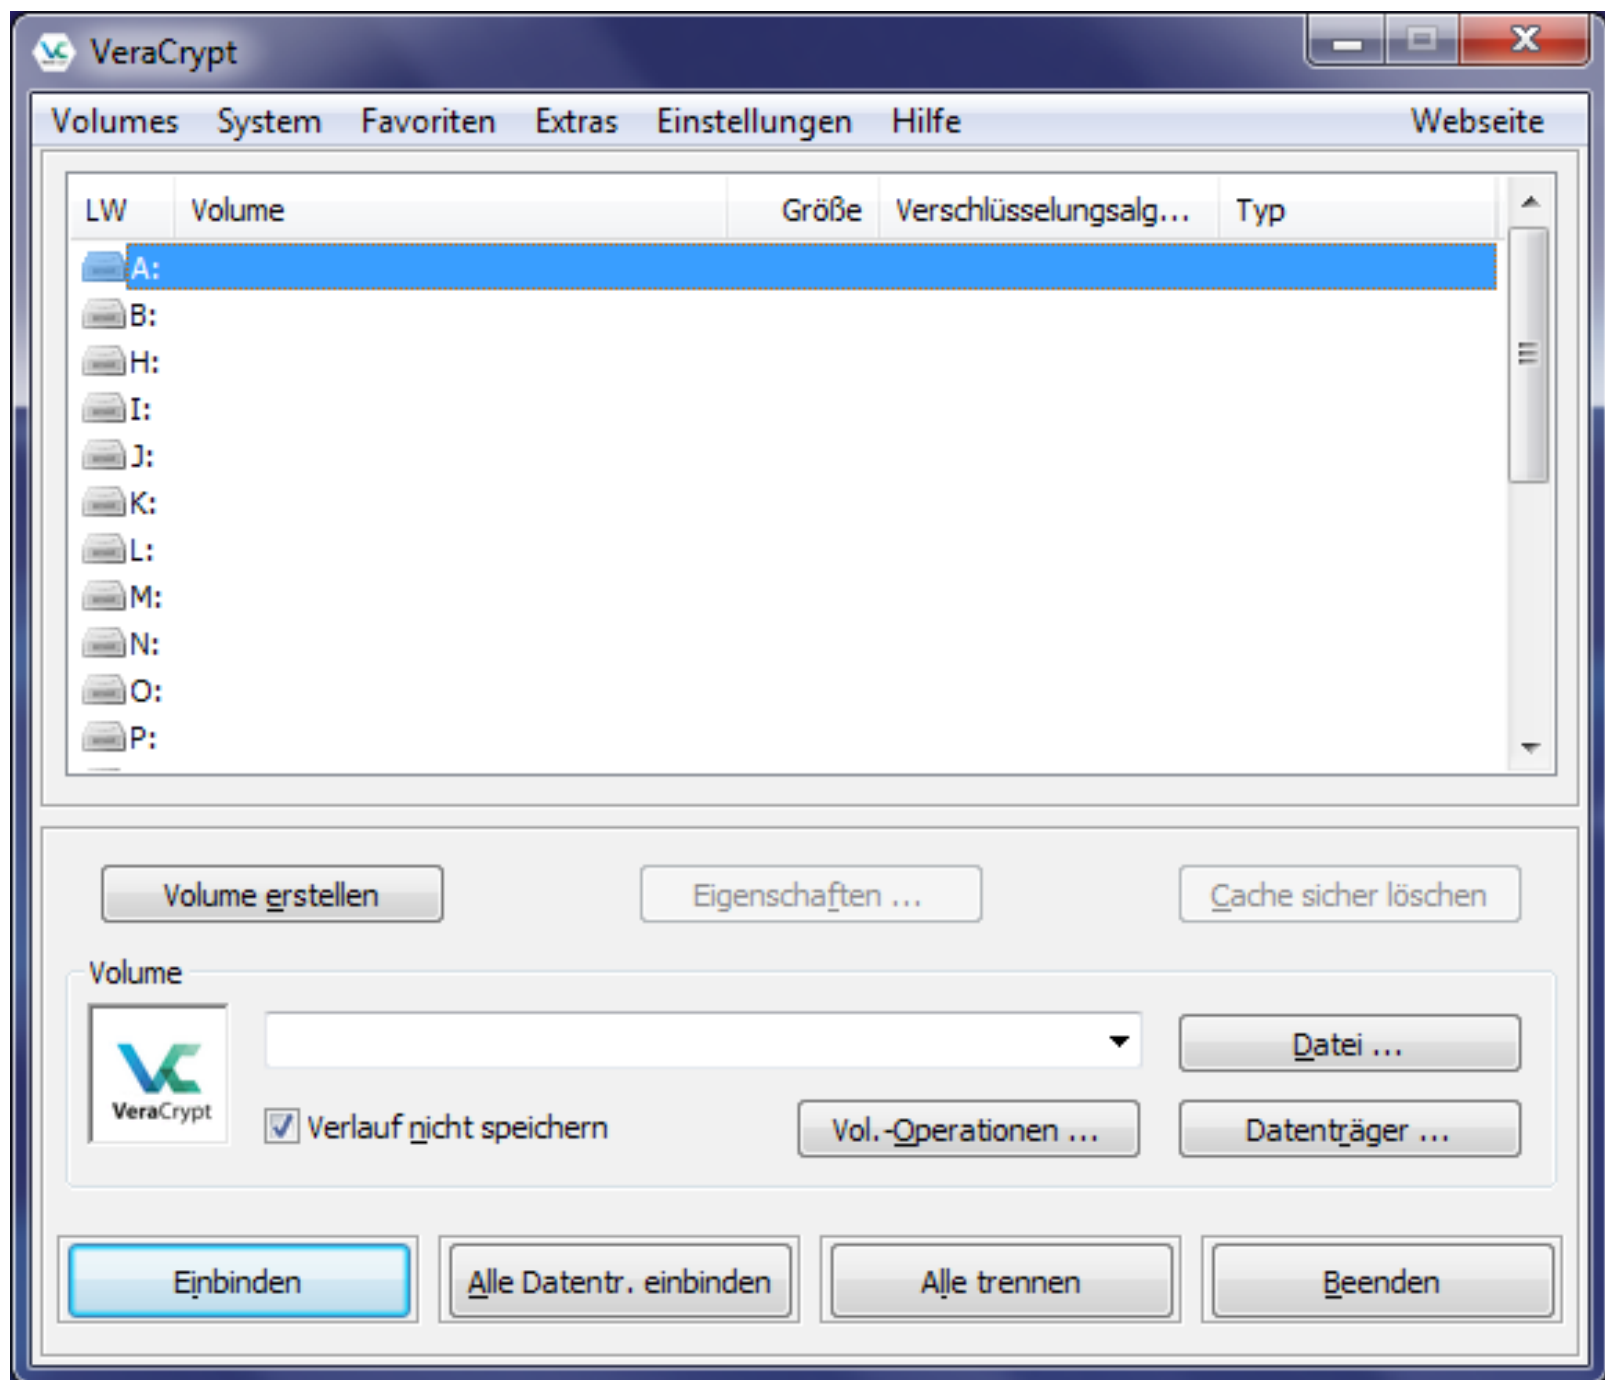 VeraCrypt
Volumes System Favoriten Extras Einstellungen Hilfe Webseite
LW Volume Größe Verschlüsselungsalg... Typ
A:
B:
H:
I:
J:
K:
L:
M:
N:
O:
P:
Volume erstellen Eigenschaften ... Cache sicher löschen
Volume
Datei ...
VeraCrypt
Verlauf nicht speichern Vol.-Operationen ... Datenträger ...
Einbinden Alle Datentr. einbinden Alle trennen Beenden